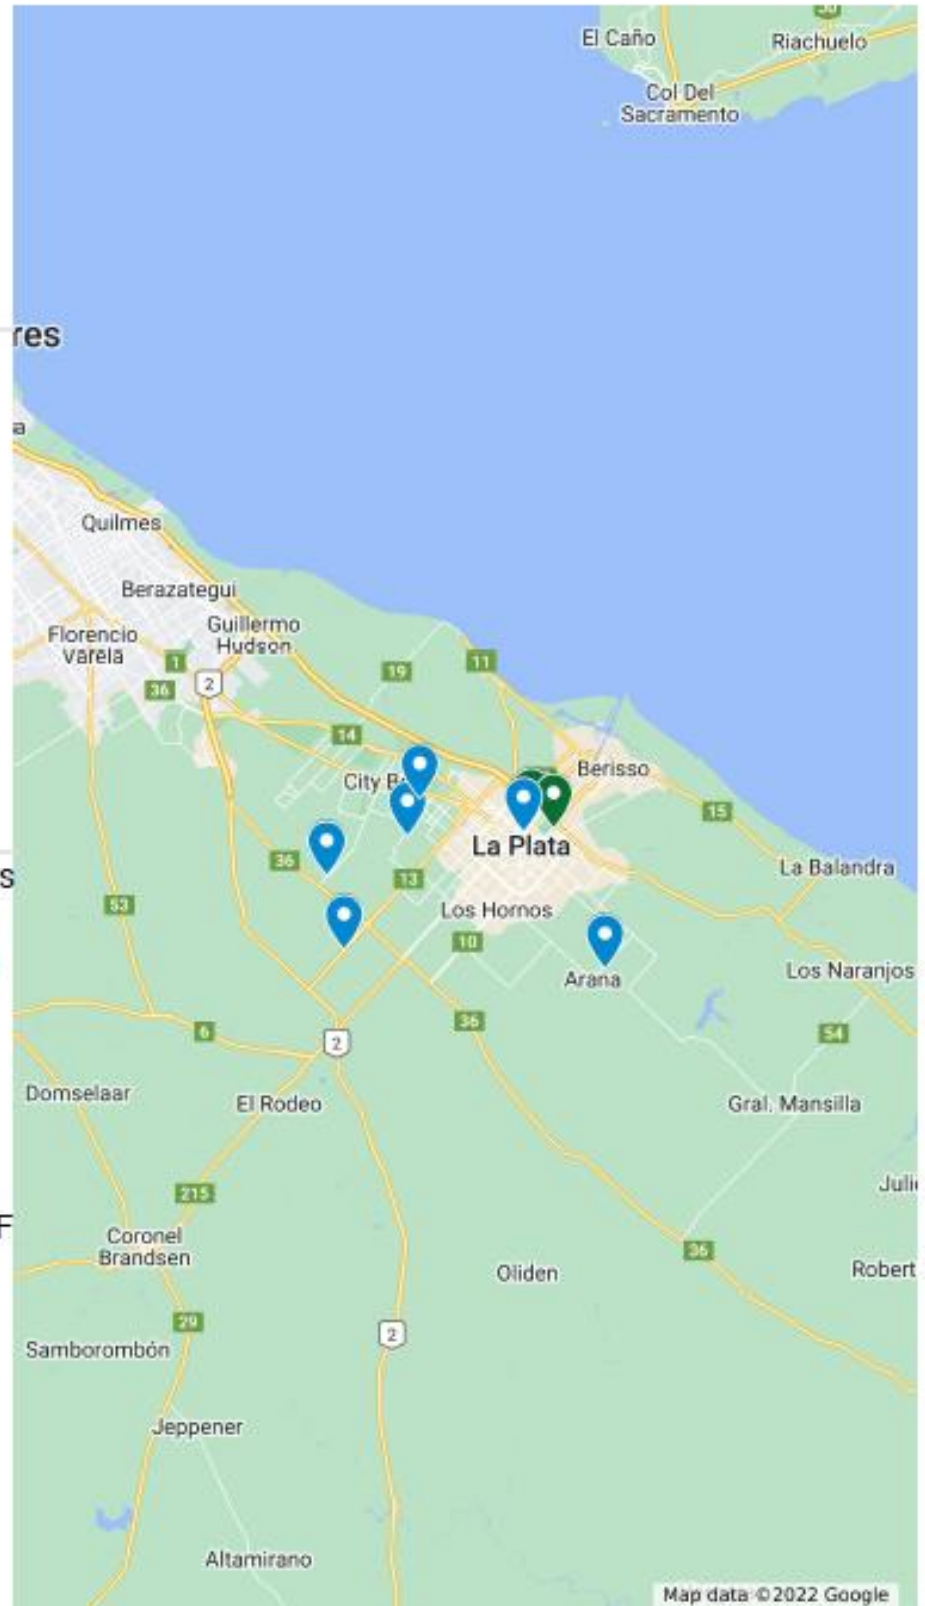 El Caño
Riachuelo
Col Del
Sacramento
res
a
Quilmes
Berazategui
Guillermo
Hudson
Florencio
Varela
1
11
19
36
2
14
Berisso
City B
15
La Plata
36
La Balandra
s
13
53
Los Hornos
10
Los Naranjos
Arana
36
6
54
2
Domselaar
El Rodeo
Gral. Mansilla
215
Juli
F
Coronel
Brandsen
36
Oliden
Robert
29
2
Samborombón
Jeppener
Altamirano
Map data ©2022 Google